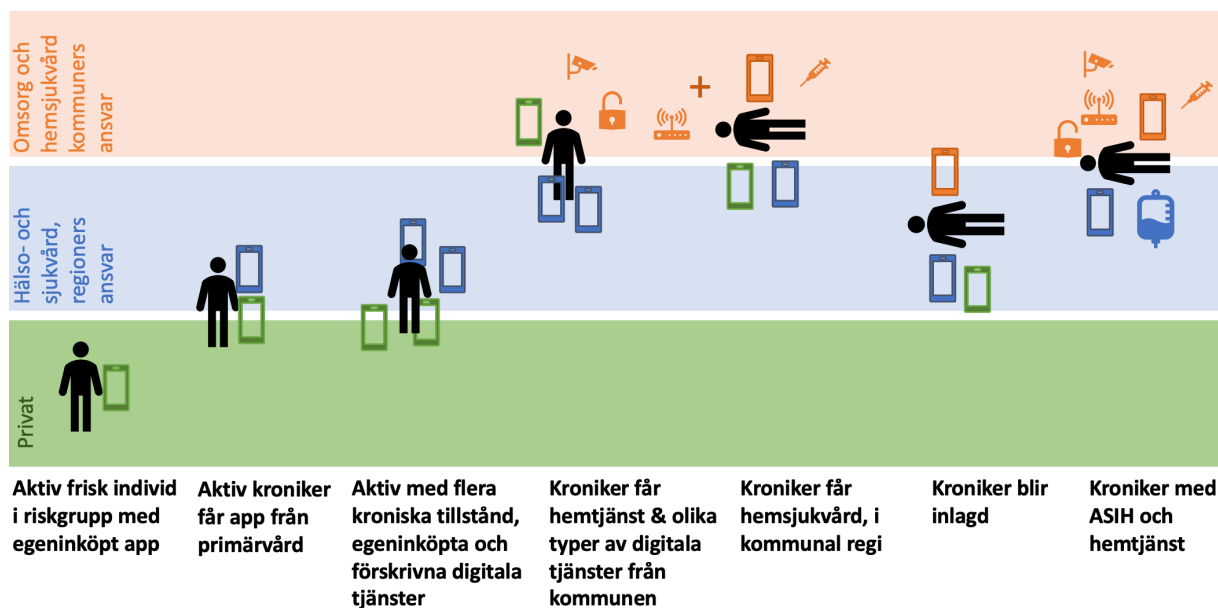 Omsorg och
hemsjukvård
kommuners
ansvar
Hälso- och
sjukvård,
regioners
ansvar
Privat
Aktiv frisk individ
i riskgrupp med
egeninköpt app
Aktiv kroniker
får app från
primärvård
Aktiv med flera
kroniska tillstånd,
egeninköpta och
förskrivna digitala
tjänster
Kroniker får
hemtjänst & olika
typer av digitala
tjänster från
kommunen
Kroniker får
hemsjukvård, i
kommunal regi
Kroniker blir
inlagd
Kroniker med
ASIH och
hemtjänst